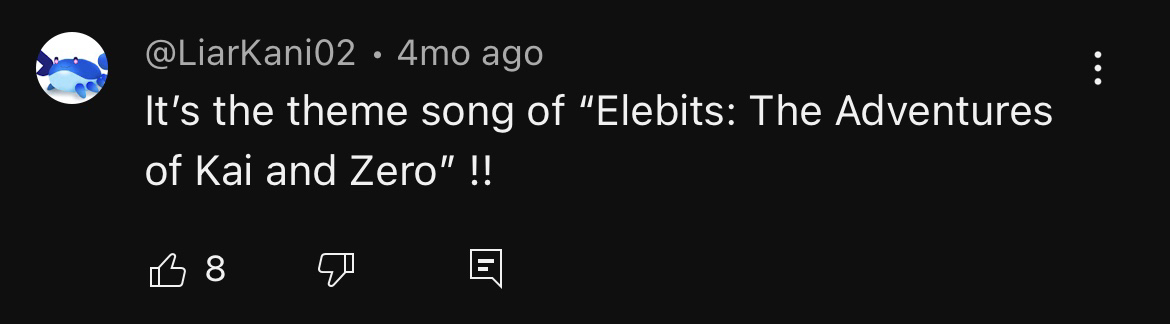 @LiarKani02 • 4mo ago
It’s the theme song of “Elebits: The Adventures
of Kai and Zero” !!
8